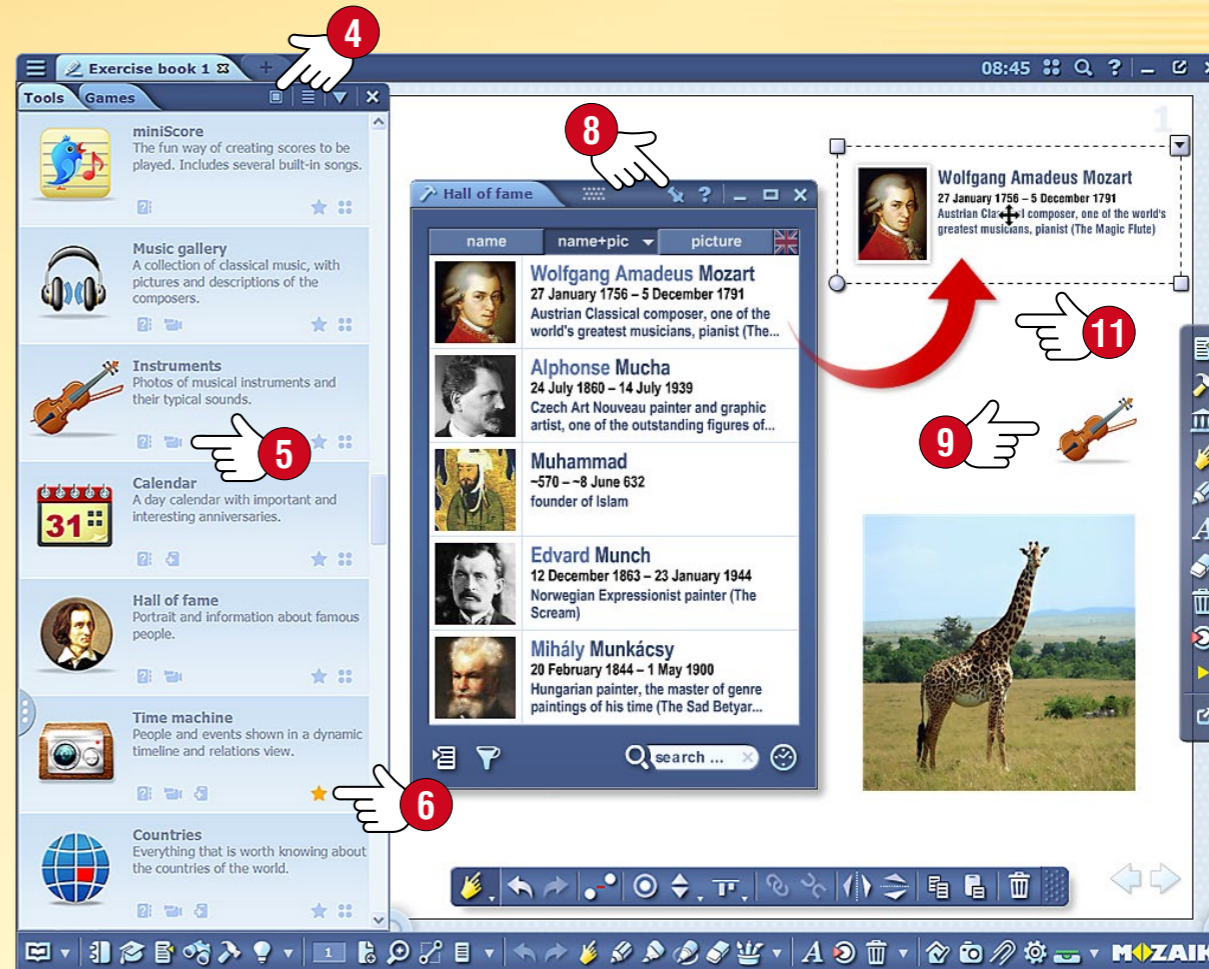 4
Exercise book 1
08:45
Tools Games
miniScore
The fun way of creating scores to be
played. Includes several built-in songs.
Music gallery
A collection of classical music, with
pictures and descriptions of the
composers.
Instruments
Photos of musical instruments and
their typical sounds.
5
Calendar
A day calendar with important and
interesting anniversaries.
31
Hall of fame
Portrait and information about famous
people.
Time machine
People and events shown in a dynamic
timeline and relations view.
6
Countries
Everything that is worth knowing about
the countries of the world.
8
Hall of fame
name name+pic picture
Wolfgang Amadeus Mozart
27 January 1756 – 5 December 1791
Austrian Classical composer, one of the
world's greatest musicians, pianist (The...
Alphonse Mucha
24 July 1860 – 14 July 1939
Czech Art Nouveau painter and graphic
artist, one of the outstanding figures of...
Muhammad
~570 – ~8 June 632
founder of Islam
Edvard Munch
12 December 1863 – 23 January 1944
Norwegian Expressionist painter (The
Scream)
Mihály Munkácsy
20 February 1844 – 1 May 1900
Hungarian painter, the master of genre
paintings of his time (The Sad Betyar...
search ...
1
Wolfgang Amadeus Mozart
27 January 1756 – 5 December 1791
Austrian composer, one of the world's
greatest musicians, pianist (The Magic Flute)
11
9
1
MOZAIK